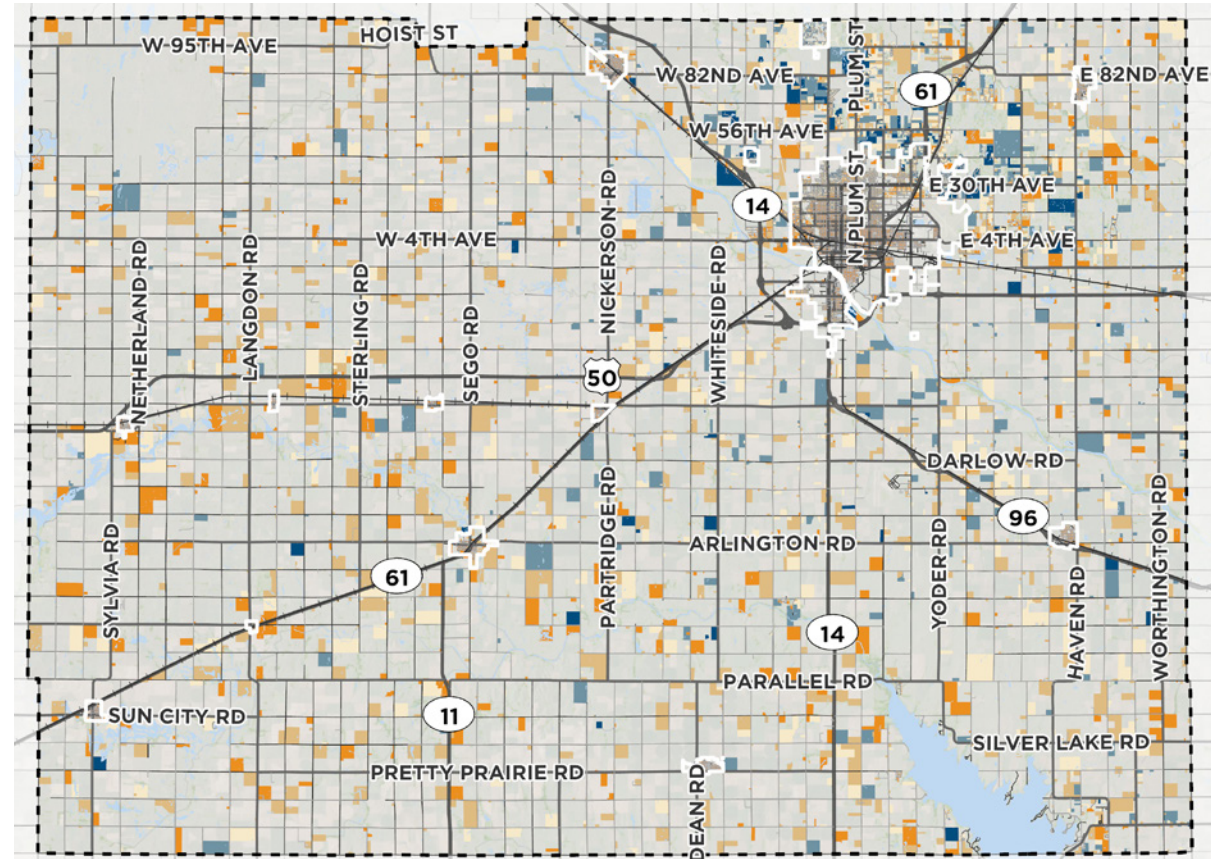 HOIST ST
W 95TH AVE
W 82ND AVE
PLUM ST
61
E 82ND AVE
W 56TH AVE
E 30TH AVE
14
N PLUM ST
W 4TH AVE
E 4TH AVE
NICKERSON RD
NETHERLAND RD
LANGDON RD
STERLING RD
SEGO RD
WHITESIDE RD
50
DARLOW RD
96
SYLVIA RD
PARTRIDGE RD
ARLINGTON RD
YODER RD
HAVEN RD
WORTHINGTON RD
61
14
PARALLEL RD
11
SUN CITY RD
SILVER LAKE RD
PRETTY PRAIRIE RD
DEAN RD